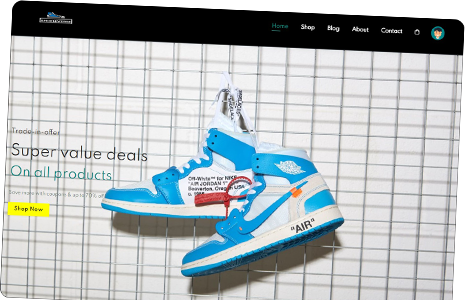 Home
Shop
Blog
About
Contact
Trade-in-offer
Super value deals
On all products
Save more with coupons & up to 70% off
Shop Now
Off-White™ for NIKE
"AIR JORDAN 1"
Beaverton, Oregon USA
"AIR"